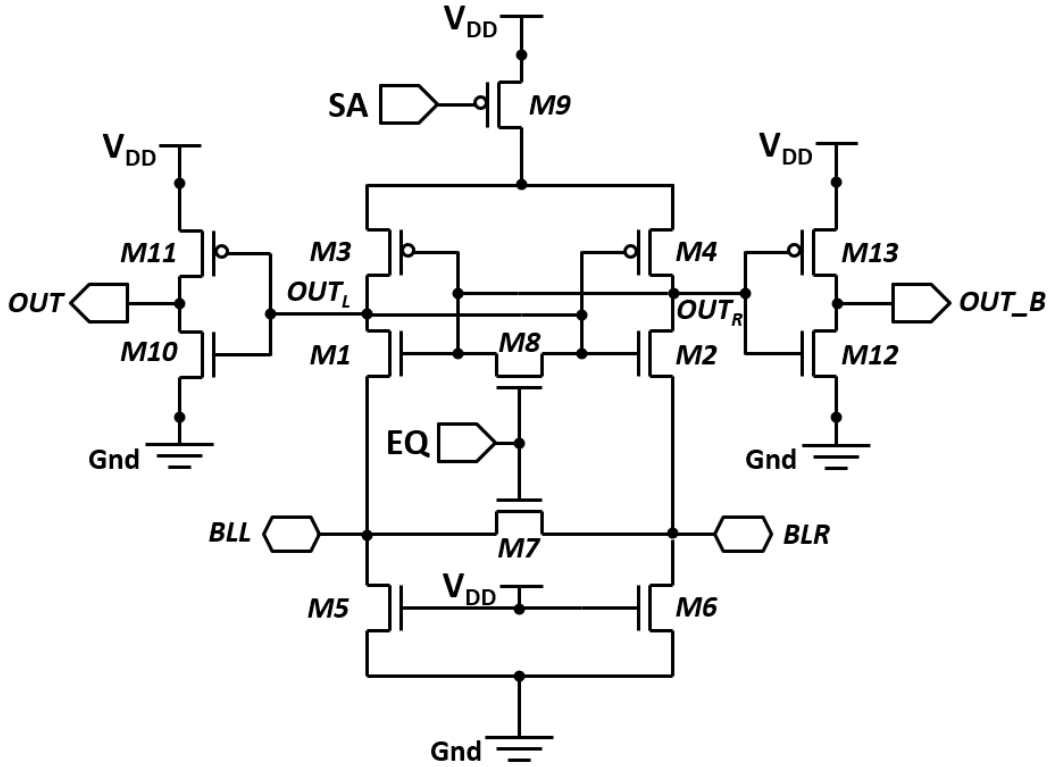 VDD
SA
M9
VDD
VDD
M11
M3
M4
M13
OUT
OUTL
OUTR
OUT_B
M10
M1
M8
M2
M12
EQ
Gnd
Gnd
BLL
M7
BLR
M5
VDD
M6
Gnd